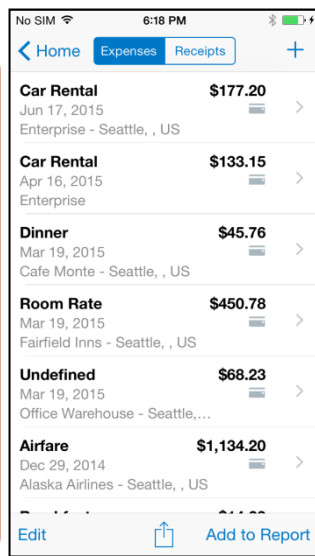 No SIM 6:18 PM
Home Expenses Receipts +
Car Rental $177.20
Jun 17, 2015
Enterprise - Seattle, , US
Car Rental $133.15
Apr 16, 2015
Enterprise
Dinner $45.76
Mar 19, 2015
Cafe Monte - Seattle, , US
Room Rate $450.78
Mar 19, 2015
Fairfield Inns - Seattle, , US
Undefined $68.23
Mar 19, 2015
Office Warehouse - Seattle,...
Airfare $1,134.20
Dec 29, 2014
Alaska Airlines - Seattle, , US
Edit Add to Report